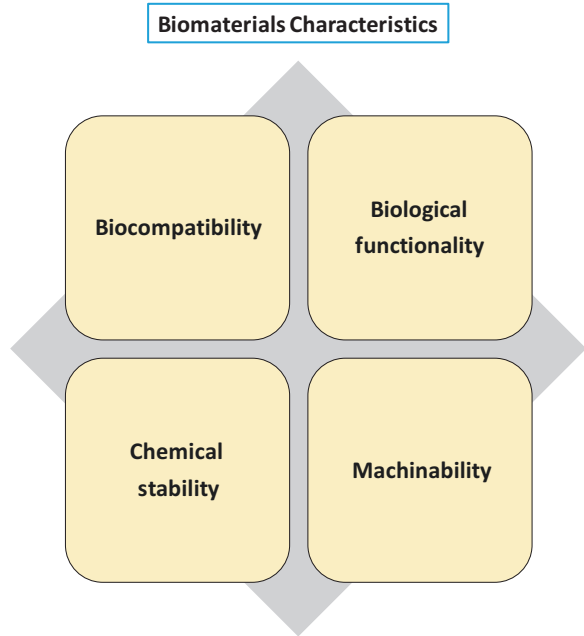 Biomaterials Characteristics
Biocompatibility
Biological
functionality
Chemical
stability
Machinability